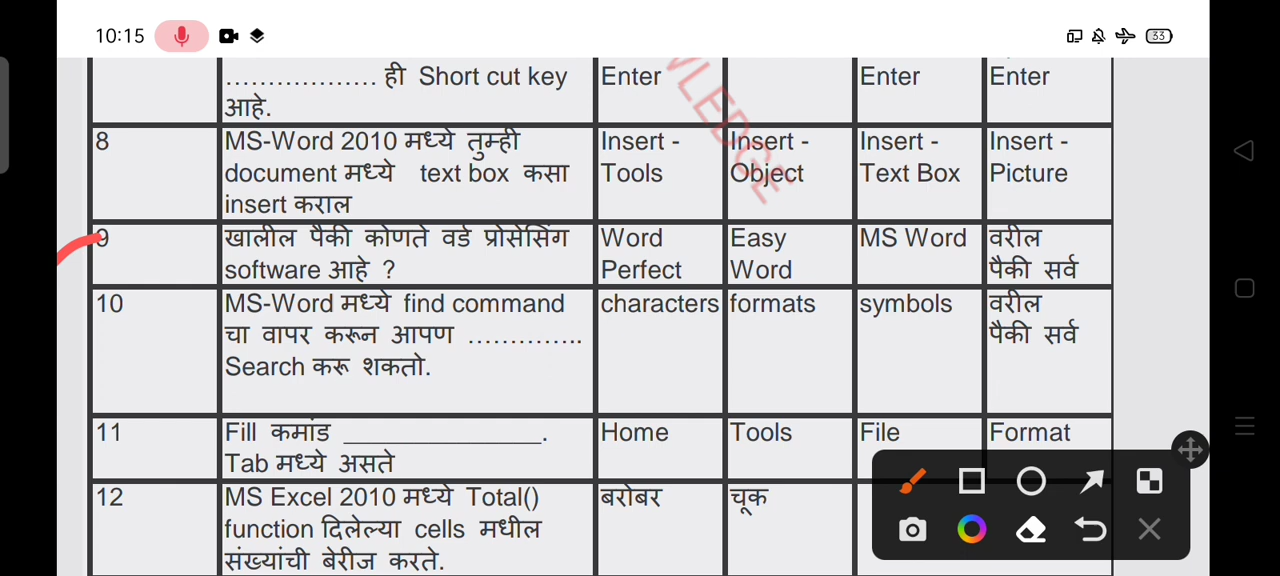 10:15
33
……………… ही Short cut key
आहे.
Enter
Enter
Enter
8
MS-Word 2010 मध्ये तुम्ही
document मध्ये text box कसा
insert कराल
Insert -
Tools
Insert -
Object
Insert -
Text Box
Insert -
Picture
9
खालील पैकी कोणते वर्ड प्रोसेसिंग
software आहे ?
Word
Perfect
Easy
Word
MS Word
वरील
पैकी सर्व
10
MS-Word मध्ये find command
चा वापर करून आपण …………..
Search करू शकतो.
characters
formats
symbols
वरील
पैकी सर्व
11
Fill कमांड ______________.
Tab मध्ये असते
Home
Tools
File
Format
12
MS Excel 2010 मध्ये Total()
function दिलेल्या cells मधील
संख्यांची बेरीज करते.
बरोबर
चूक